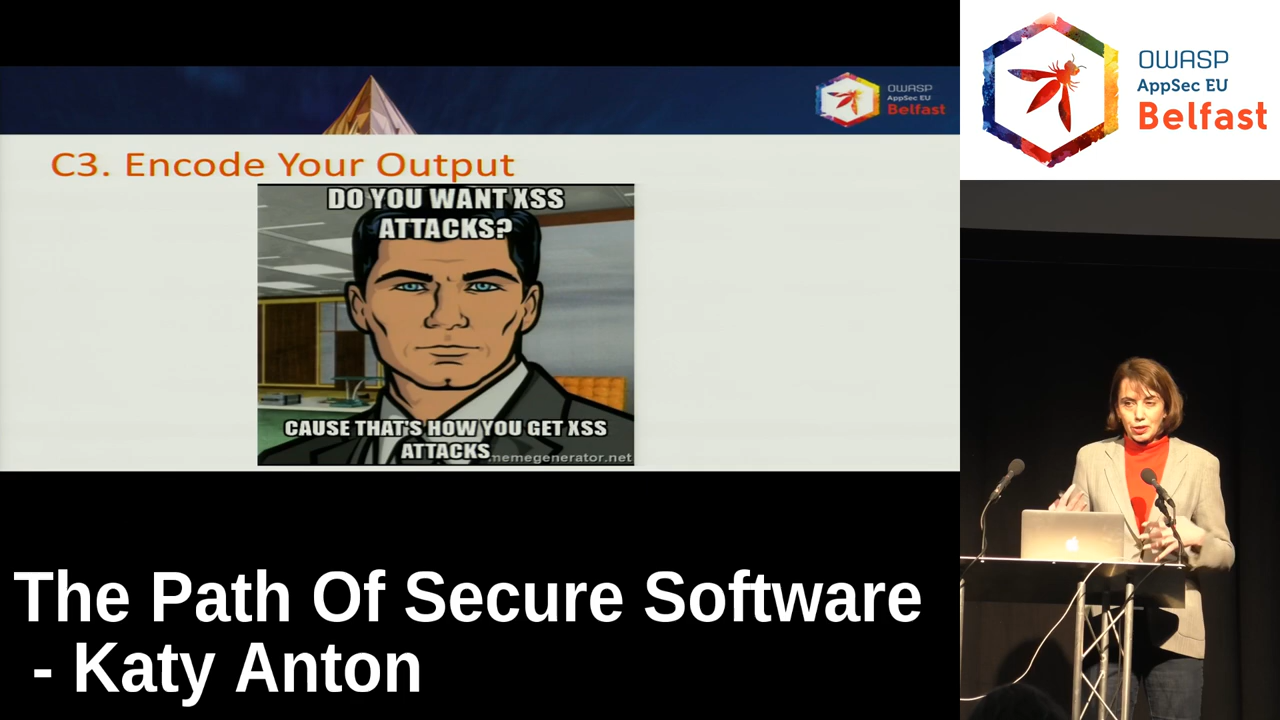 OWASP
AppSec EU
Belfast
C3. Encode Your Output
DO YOU WANT XSS
ATTACKS?
CAUSE THAT'S HOW YOU GET XSS
ATTACKS
memegenerator.net
OWASP
AppSec EU
Belfast
The Path Of Secure Software
- Katy Anton